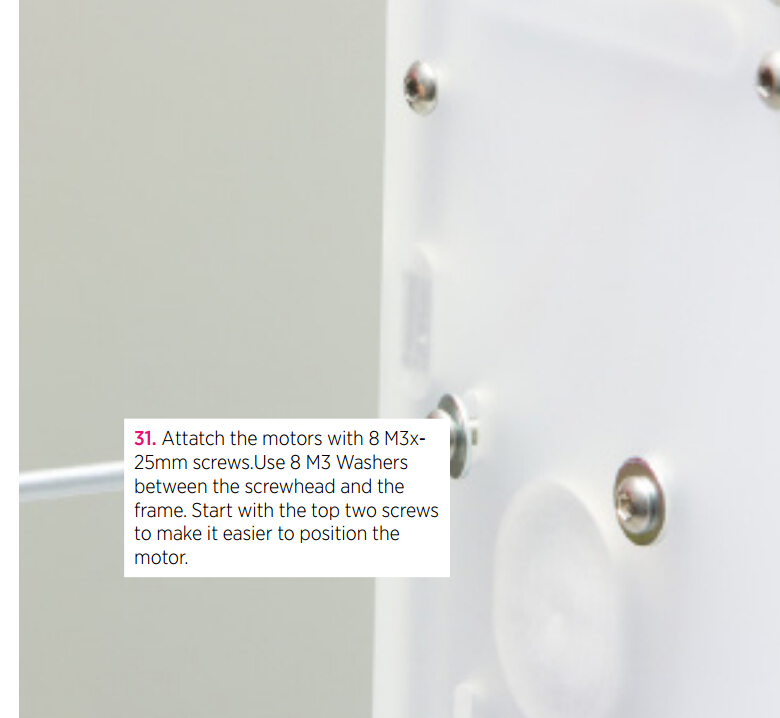 31. Attatch the motors with 8 M3x-
25mm screws.Use 8 M3 Washers
between the screwhead and the
frame. Start with the top two screws
to make it easier to position the
motor.